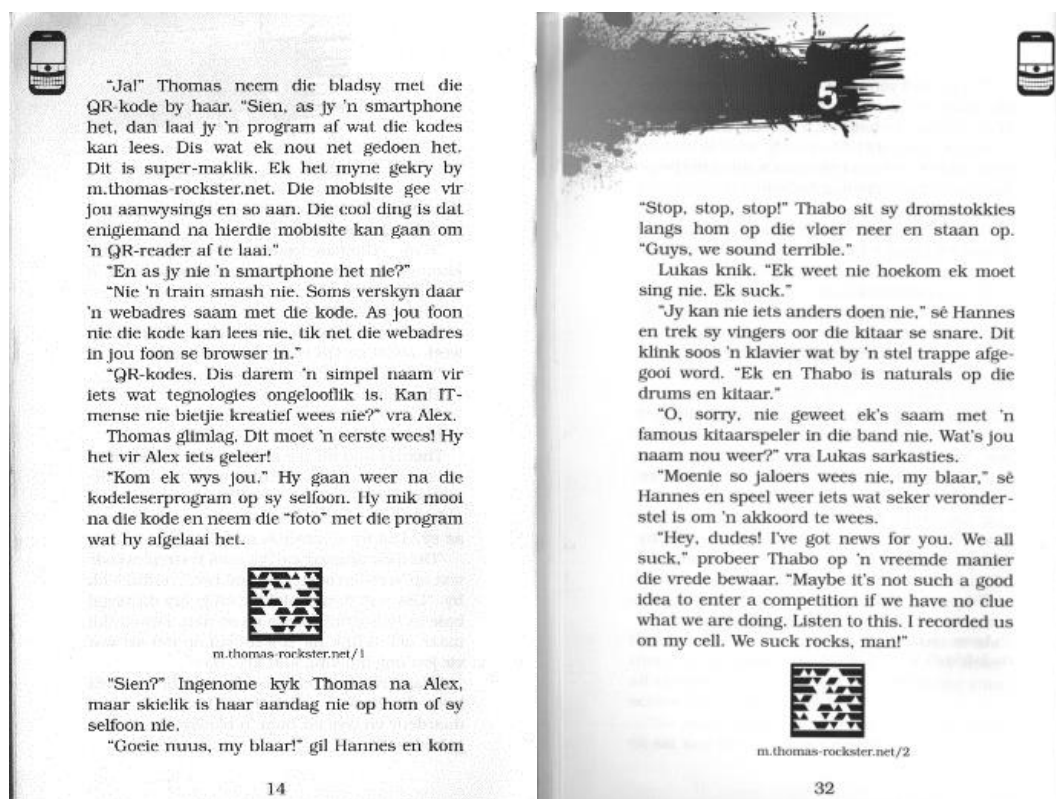 “Ja!” Thomas neem die bladsy met die
QR-kode by haar. “Sien, as jy 'n smartphone
het, dan laai jy 'n program af wat die kodes
kan lees. Dis wat ek nou net gedoen het.
Dit is super-maklik. Ek het myne gekry by
m.thomas-rockster.net. Die mobisite gee vir
jou aanwysings en so aan. Die cool ding is dat
enigiemand na hierdie mobisite kan gaan om
'n QR-reader af te laai.”
“En as jy nie 'n smartphone het nie?”
“Nie 'n train smash nie. Soms verskyn daar
'n webadres saam met die kode. As jou foon
nie die kode kan lees nie, tik net die webadres
in jou foon se browser in.”
“QR-kodes. Dis darem 'n simpel naam vir
iets wat tegnologies ongelooflik is. Kan IT-
mense nie bietjie kreatief wees nie?” vra Alex.
Thomas glimlag. Dit moet 'n eerste wees! Hy
het vir Alex iets geleer!
“Kom ek wys jou.” Hy gaan weer na die
kodeleserprogram op sy selfoon. Hy mik mooi
na die kode en neem die “foto” met die program
wat hy afgelaai het.
m.thomas-rockster.net/1
“Sien?” Ingenome kyk Thomas na Alex,
maar skielik is haar aandag nie op hom of sy
selfoon nie.
“Goeie nuus, my blaar!” gil Hannes en kom
14
5
“Stop, stop, stop!” Thabo sit sy dromstokkies
langs hom op die vloer neer en staan op.
“Guys, we sound terrible.”
Lukas knik. “Ek weet nie hoekom ek moet
sing nie. Ek suck.”
“Jy kan nie iets anders doen nie,” sê Hannes
en trek sy vingers oor die kitaar se snare. Dit
klink soos 'n klavier wat by 'n stel trappe afge-
gooi word. “Ek en Thabo is naturals op die
drums en kitaar.”
“O, sorry, nie geweet ek's saam met 'n
famous kitaarspeler in die band nie. Wat's jou
naam nou weer?” vra Lukas sarkasties.
“Moenie so jaloers wees nie, my blaar,” sê
Hannes en speel weer iets wat seker veronder-
stel is om 'n akkoord te wees.
“Hey, dudes! I've got news for you. We all
suck,” probeer Thabo op 'n vreemde manier
die vrede bewaar. “Maybe it's not such a good
idea to enter a competition if we have no clue
what we are doing. Listen to this. I recorded us
on my cell. We suck rocks, man!”
m.thomas-rockster.net/2
32